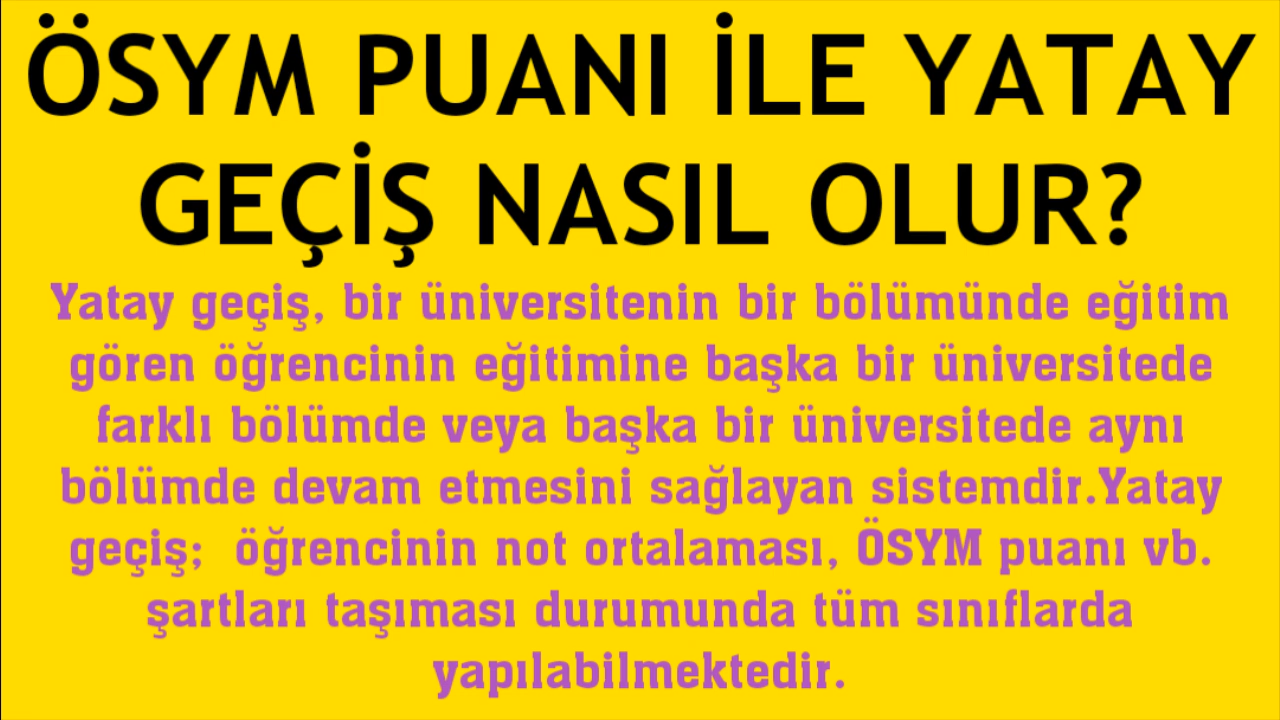 ÖSYM PUANI İLE YATAY
GEÇİŞ NASIL OLUR?
Yatay geçiş, bir üniversitenin bir bölümünde eğitim
gören öğrencinin eğitimine başka bir üniversitede
farklı bölümde veya başka bir üniversitede aynı
bölümde devam etmesini sağlayan sistemdir.Yatay
geçiş;  öğrencinin not ortalaması, ÖSYM puanı vb.
şartları taşıması durumunda tüm sınıflarda
yapılabilmektedir.